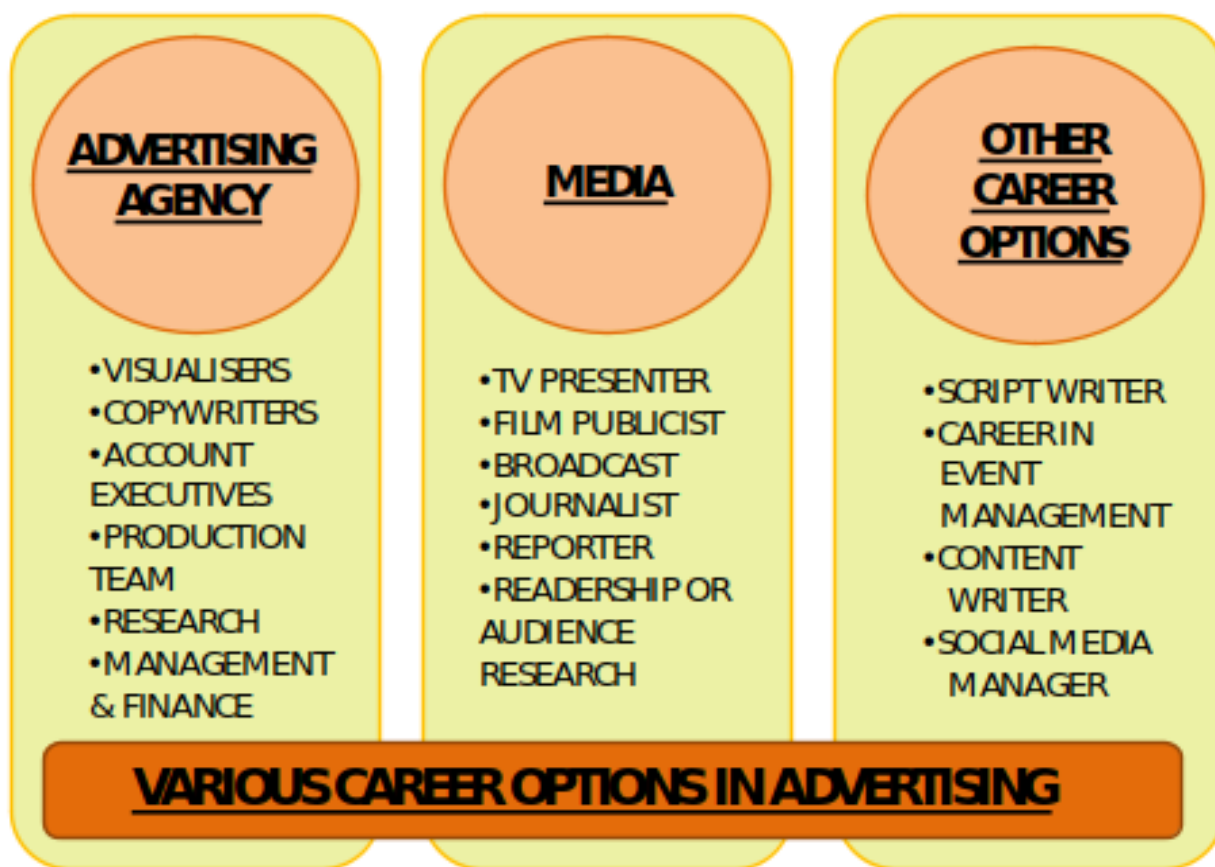 ADVERTISING
AGENCY
•VISUALISERS
•COPYWRITERS
•ACCOUNT
EXECUTIVES
•PRODUCTION
TEAM
•RESEARCH
•MANAGEMENT
& FINANCE
MEDIA
•TV PRESENTER
•FILM PUBLICIST
•BROADCAST
•JOURNALIST
•REPORTER
•READERSHIP OR
AUDIENCE
RESEARCH
OTHER
CAREER
OPTIONS
•SCRIPT WRITER
•CAREER IN
EVENT
MANAGEMENT
•CONTENT
WRITER
•SOCIAL MEDIA
MANAGER
VARIOUS CAREER OPTIONS IN ADVERTISING